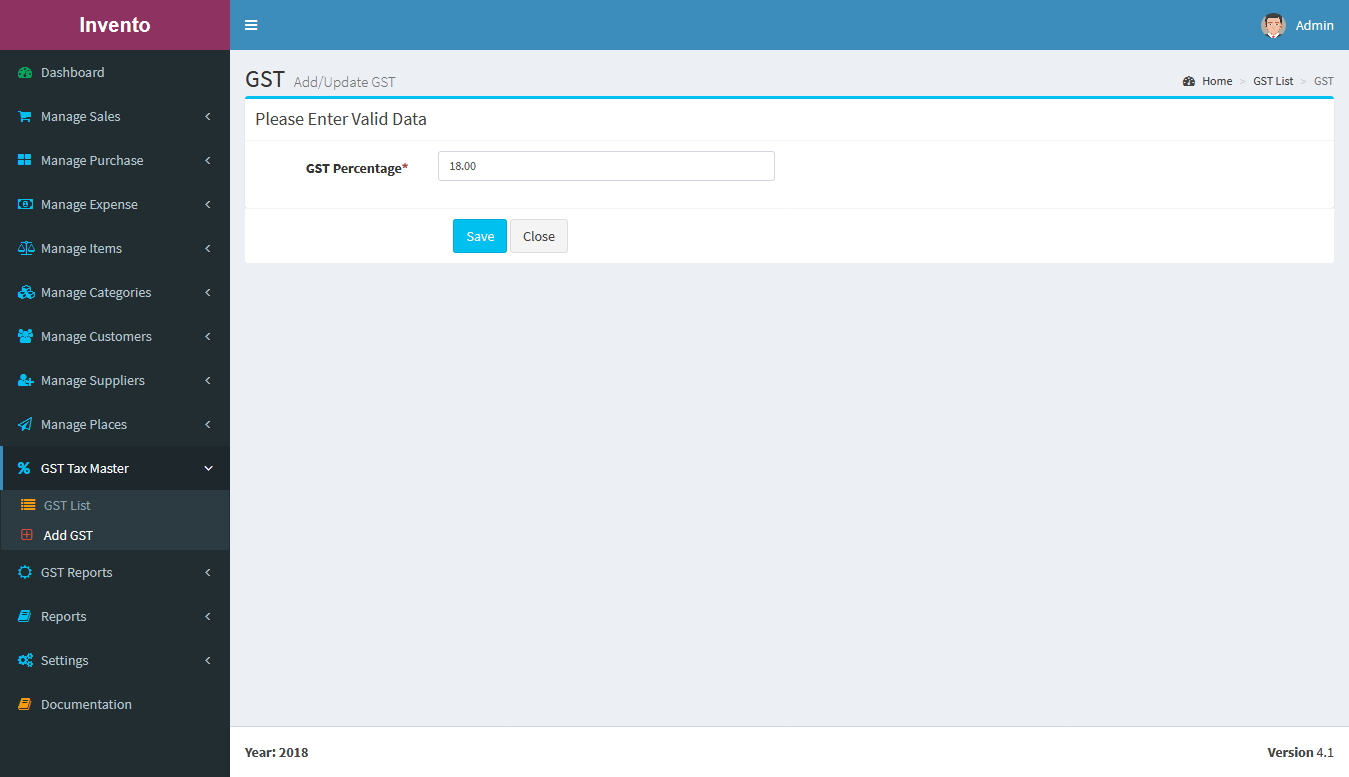 Invento
Admin
Dashboard
Manage Sales
Manage Purchase
Manage Expense
Manage Items
Manage Categories
Manage Customers
Manage Suppliers
Manage Places
GST Tax Master
GST List
Add GST
GST Reports
Reports
Settings
Documentation
GST Add/Update GST
Home > GST List > GST
Please Enter Valid Data
GST Percentage* 18.00
Save Close
Year: 2018 Version 4.1